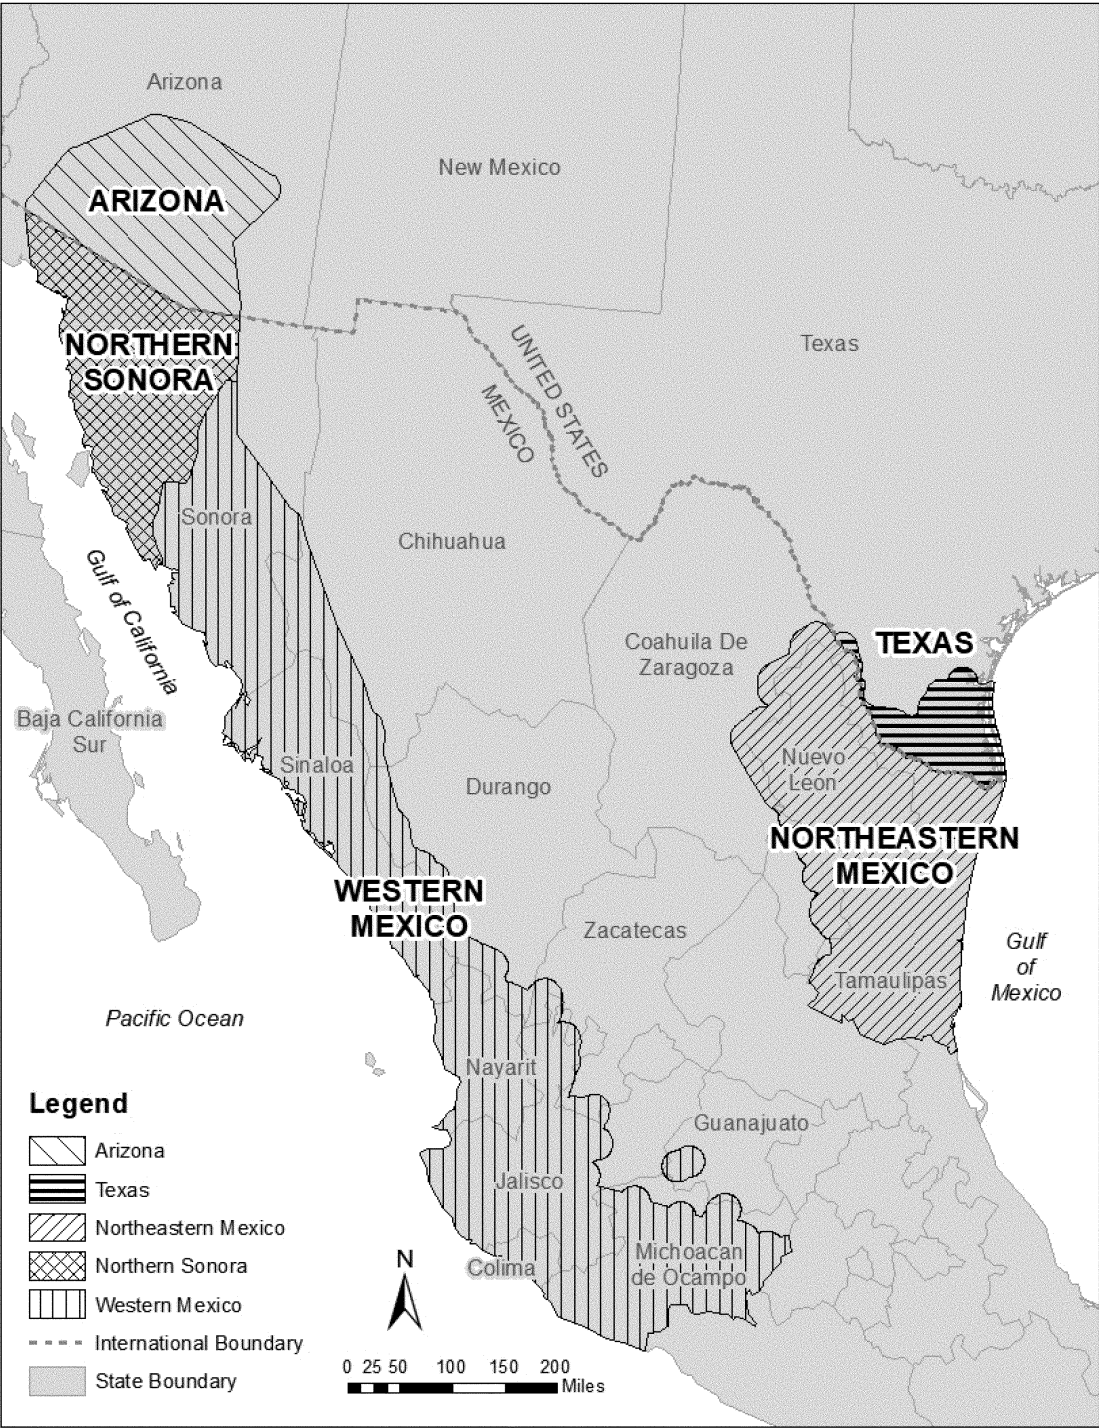 Arizona
New Mexico
ARIZONA
NORTHERN
SONORA
UNITED STATES
MEXICO
Texas
Sonora
Chihuahua
Gulf of California
Coahuila De
Zaragoza
TEXAS
Baja California
Sur
Sinaloa
Durango
Nuevo
León
NORTHEASTERN
MEXICO
WESTERN
MEXICO
Zacatecas
Gulf
of
Mexico
Tamaulipas
Pacific Ocean
Nayarit
Guanajuato
Jalisco
Colima
Michoacan
de Ocampo
Legend
Arizona
Texas
Northeastern Mexico
Northern Sonora
Western Mexico
International Boundary
State Boundary
N
0 25 50 100 150 200
Miles